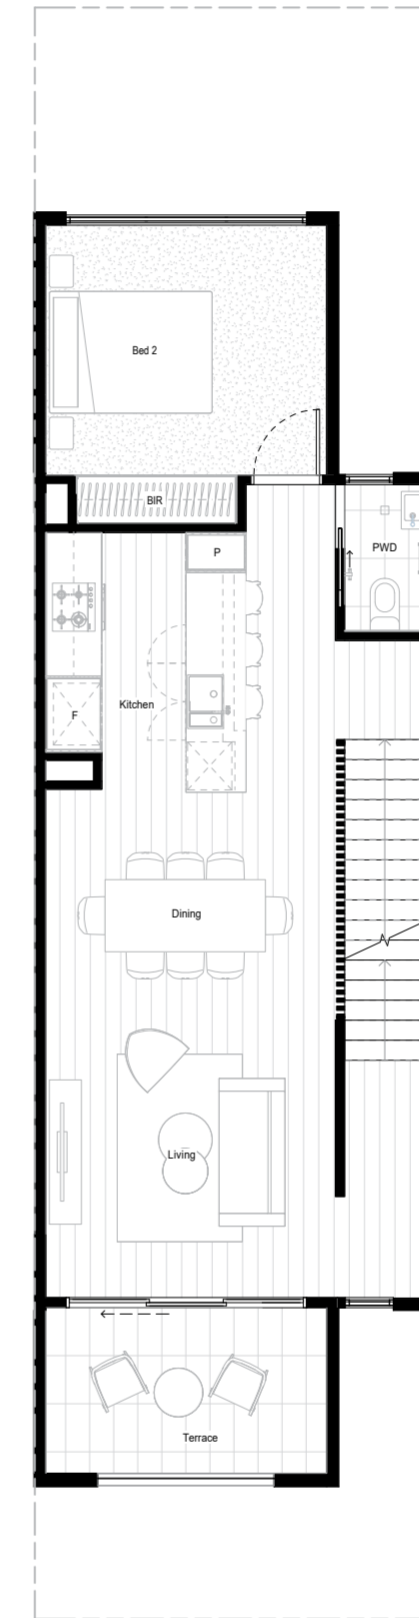 Bed 2
BIR
P
PWD
F
Kitchen
Dining
Living
Terrace